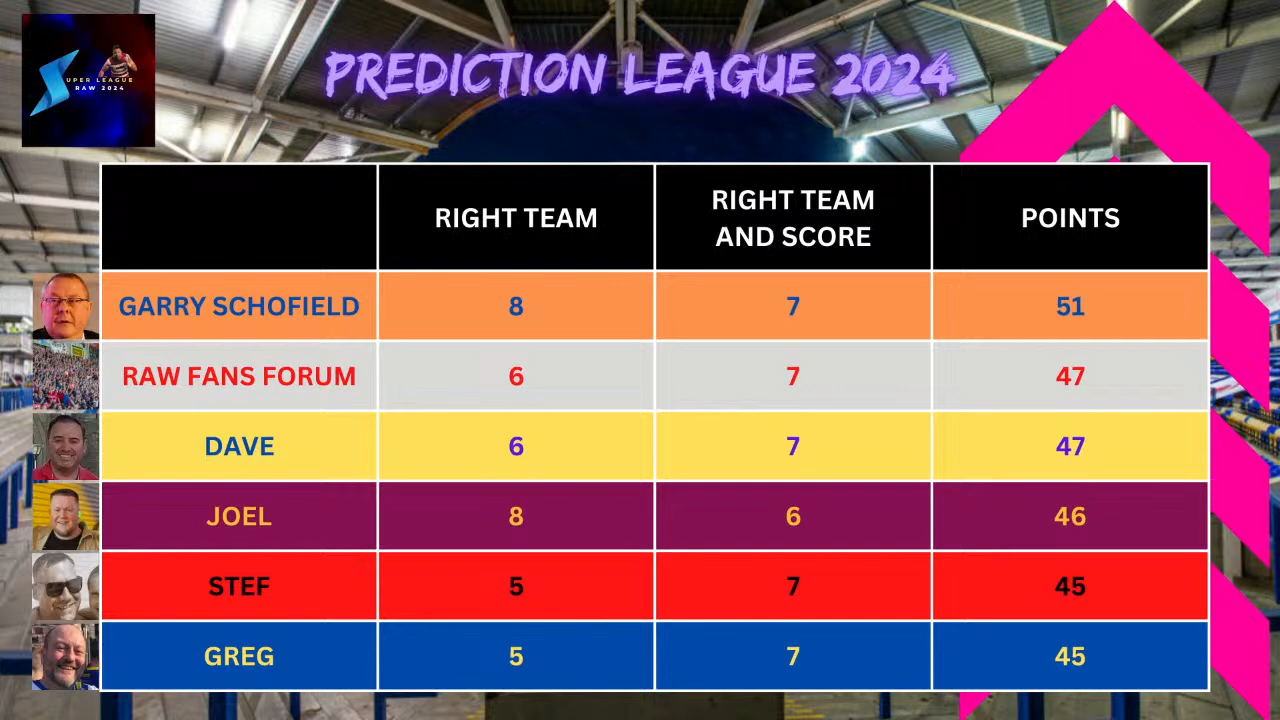 UPER LEAGUE
RAW 2024
PREDICTION LEAGUE 2024
RIGHT TEAM
RIGHT TEAM
AND SCORE
POINTS
GARRY SCHOFIELD 8 7 51
RAW FANS FORUM 6 7 47
DAVE 6 7 47
JOEL 8 6 46
STEF 5 7 45
GREG 5 7 45